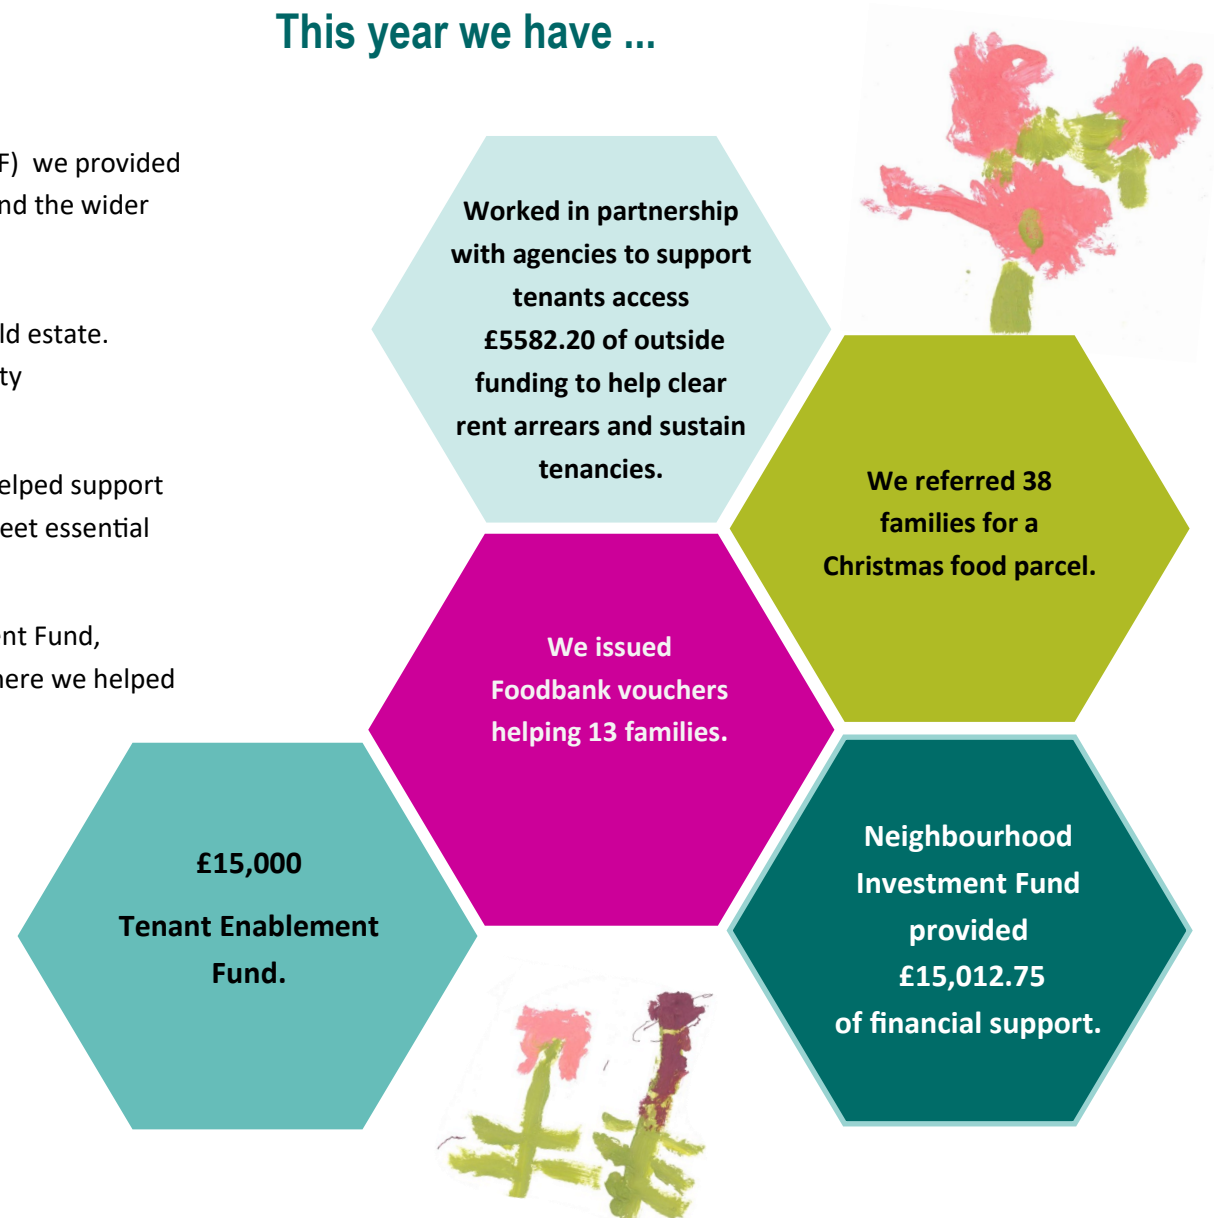 This year we have ...
F) we provided
nd the wider
ld estate.
ty
elped support
eet essential
ent Fund,
here we helped
Worked in partnership
with agencies to support
tenants access
£5582.20 of outside
funding to help clear
rent arrears and sustain
tenancies.
We referred 38
families for a
Christmas food parcel.
We issued
Foodbank vouchers
helping 13 families.
£15,000
Tenant Enablement
Fund.
Neighbourhood
Investment Fund
provided
£15,012.75
of financial support.